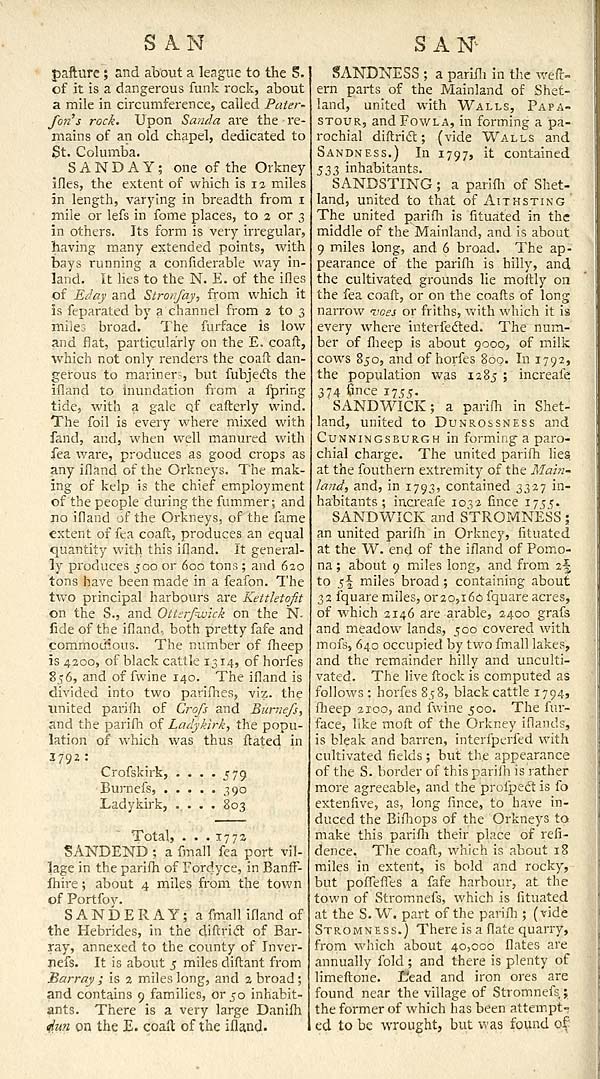 SAN
paſture ; and about a league to the S.
of it is a dangerous ſunk rock, about
a mile in circumference, called Pater-
ſon's rock. Upon Sanda are the re-
mains of an old chapel, dedicated to
St. Columba.
SANDAY; one of the Orkney
iſles, the extent of which is 12 miles
in length, varying in breadth from 1
mile or leſs in ſome places, to 2 or 3
in others. Its form is very irregular,
having many extended points, with
bays running a conſiderable way in-
land. It lies to the N. E. of the iſles
of Eday and Stronſay, from which it
is ſeparated by a channel from 2 to 3
miles broad. The ſurface is low
and flat, particularly on the E. coaſt,
which not only renders the coaſt dan-
gerous to mariners, but ſubjects the
iſland to inundation from a ſpring
tide, with a gale of eaſterly wind.
The ſoil is every where mixed with
ſand, and, when well manured with
ſea ware, produces as good crops as
any iſland of the Orkneys. The mak-
ing of kelp is the chief employment
of the people during the ſummer; and
no iſland of the Orkneys, of the ſame
extent of ſea coaſt, produces an equal
quantity with this iſland. It general-
ly produces 500 or 600 tons ; and 620
tons have been made in a ſeaſon. The
two principal harbours are Kettletoſit
on the S., and Otterſwick on the N.
ſide of the iſland, both pretty ſafe and
commodious. The number of ſheep
is 4200, of black cattle 1314, of horſes
856, and of ſwine 140. The iſland is
divided into two pariſhes, viz. the
united pariſh of Croſs and Burneſs,
and the pariſh of Ladykirk, the popu-
lation of which was thus ſtated in
1792 :
Croſskirk, . . . . 579
Burneſs, . . . . . 390
Ladykirk, . . . . 803
Total, . . . 1772
SANDEND ; a ſmall ſea port vil-
lage in the pariſh of Fordyce, in Banff-
ſhire ; about 4 miles from the town
of Portſoy.
SANDERAY; a ſmall iſland of
the Hebrides, in the diſtrict of Bar-
ray, annexed to the county of Inver-
neſs. It is about 5 miles diſtant from
Barray ; is 2 miles long, and 2 broad ;
and contains 9 families, or 50 inhabit-
ants. There is a very large Daniſh
dun on the E. coaſt of the iſland.
SAN
SANDNESS ; a pariſh in the weſt-
ern parts of the Mainland of Shet-
land, united with WALLS, PAPA-
STOUR, and FOWLA, in forming a pa-
rochial diſtrict ; (vide WALLS and
SANDNESS.) In 1797, it contained
533 inhabitants.
SANDSTING ; a pariſh of Shet-
land, united to that of AITHSTING
The united pariſh is ſituated in the
middle of the Mainland, and is about
9 miles long, and 6 broad. The ap-
pearance of the pariſh is hilly, and
the cultivated grounds lie moſtly on
the ſea coaſt, or on the coaſts of long
narrow voes or friths, with which it is
every where interſected. The num-
ber of ſheep is about 9000, of milk
cows 850, and of horſes 800. In 1792,
the population was 1285 ; increaſe
374 ſince 1755.
SANDWICK ; a pariſh in Shet-
land, united to DUNROSSNESS and
CUNNINGSBURGH in forming a paro-
chial charge. The united pariſh lies
at the ſouthern extremity of the Main-
land, and, in 1793, contained 3327 in-
habitants ; increaſe 1032 ſince 1755.
SANDWICK and STROMNESS ;
an united pariſh in Orkney, ſituated
at the W. end of the iſland of Pomo-
na ; about 9 miles long, and from 2½
to 5½ miles broad ; containing about
32 ſquare miles, or 20,160 ſquare acres,
of which 2146 are arable, 2400 graſs
and meadow lands, 500 covered with
moſs, 640 occupied by two ſmall lakes,
and the remainder hilly and unculti-
vated. The live ſtock is computed as
follows : horſes 858, black cattle 1794,
ſheep 2100, and ſwine 500. The ſur-
face, like moſt of the Orkney iſlands,
is bleak and barren, interſperſed with
cultivated fields ; but the appearance
of the S. border of this pariſh is rather
more agreeable, and the proſpect is ſo
extenſive, as, long ſince, to have in-
duced the Biſhops of the Orkneys to
make this pariſh their place of reſi-
dence. The coaſt, which is about 18
miles in extent, is bold and rocky,
but poſſeſſes a ſafe harbour, at the
town of Stromneſs, which is ſituated
at the S. W. part of the pariſh ; (vide
STROMNESS.) There is a ſlate quarry,
from which about 40,000 ſlates are
annually ſold ; and there is plenty of
limeſtone. Lead and iron ores are
found near the village of Stromneſs ;
the former of which has been attempt-
ed to be wrought, but was found of